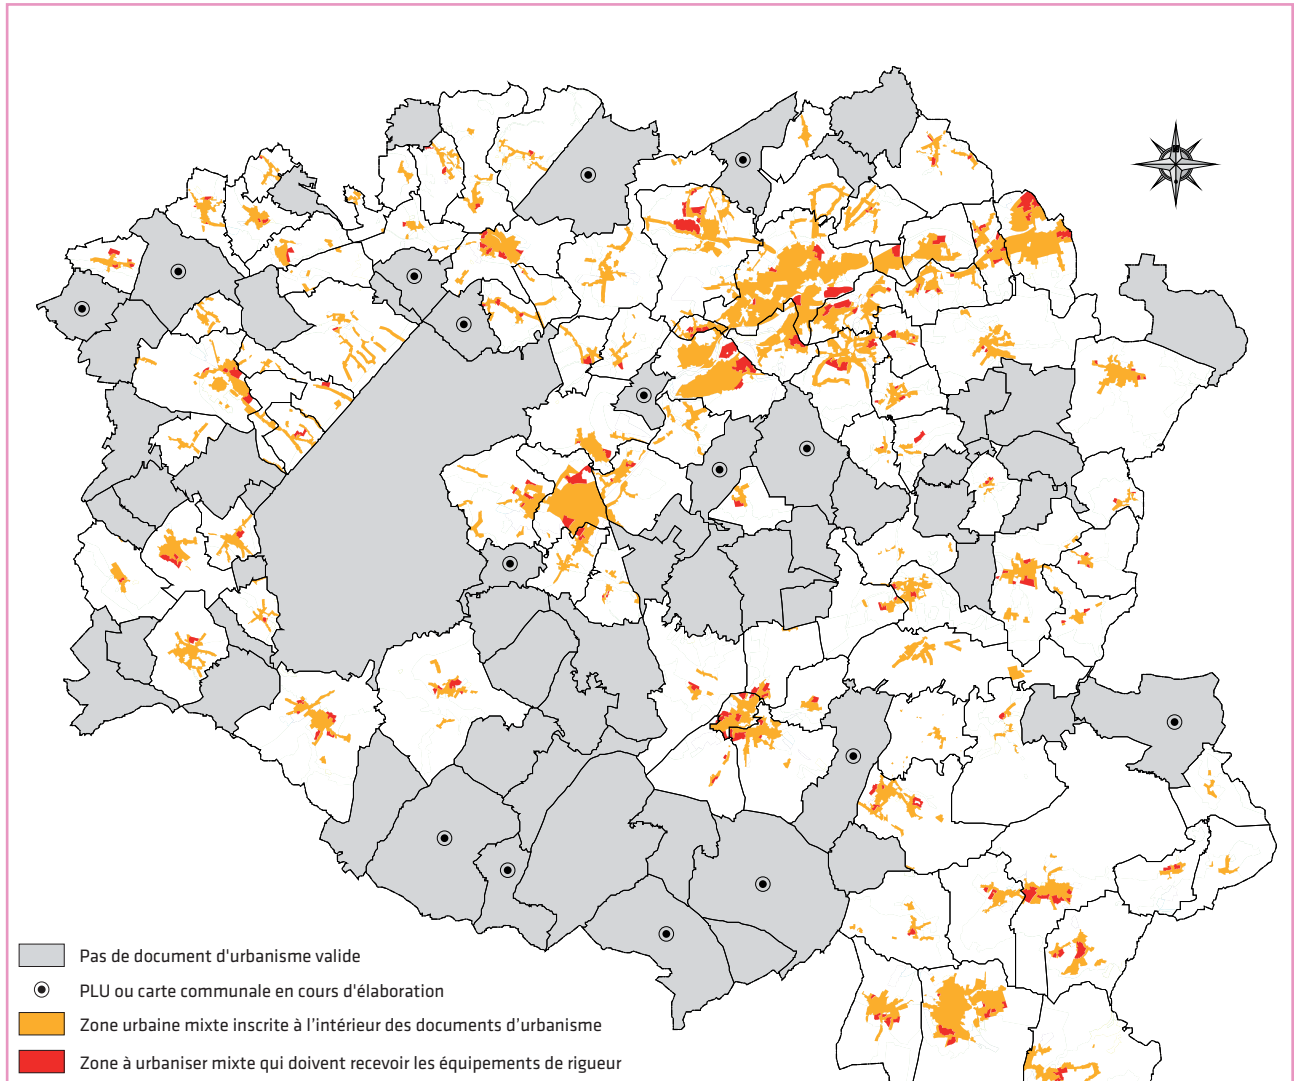 Pas de document d'urbanisme valide
PLU ou carte communale en cours d'élaboration
Zone urbaine mixte inscrite à l’intérieur des documents d’urbanisme
Zone à urbaniser mixte qui doivent recevoir les équipements de rigueur